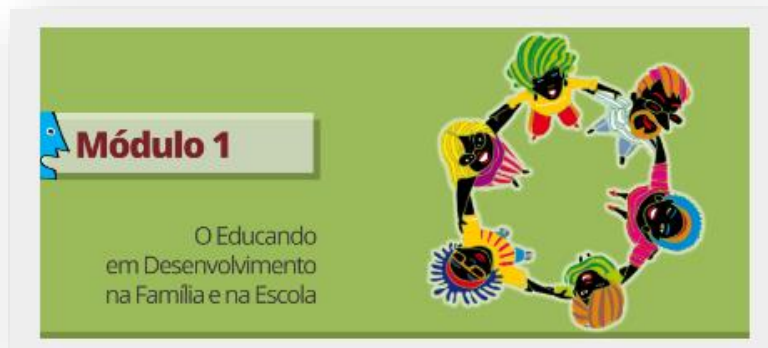 Módulo 1
O Educando
em Desenvolvimento
na Família e na Escola